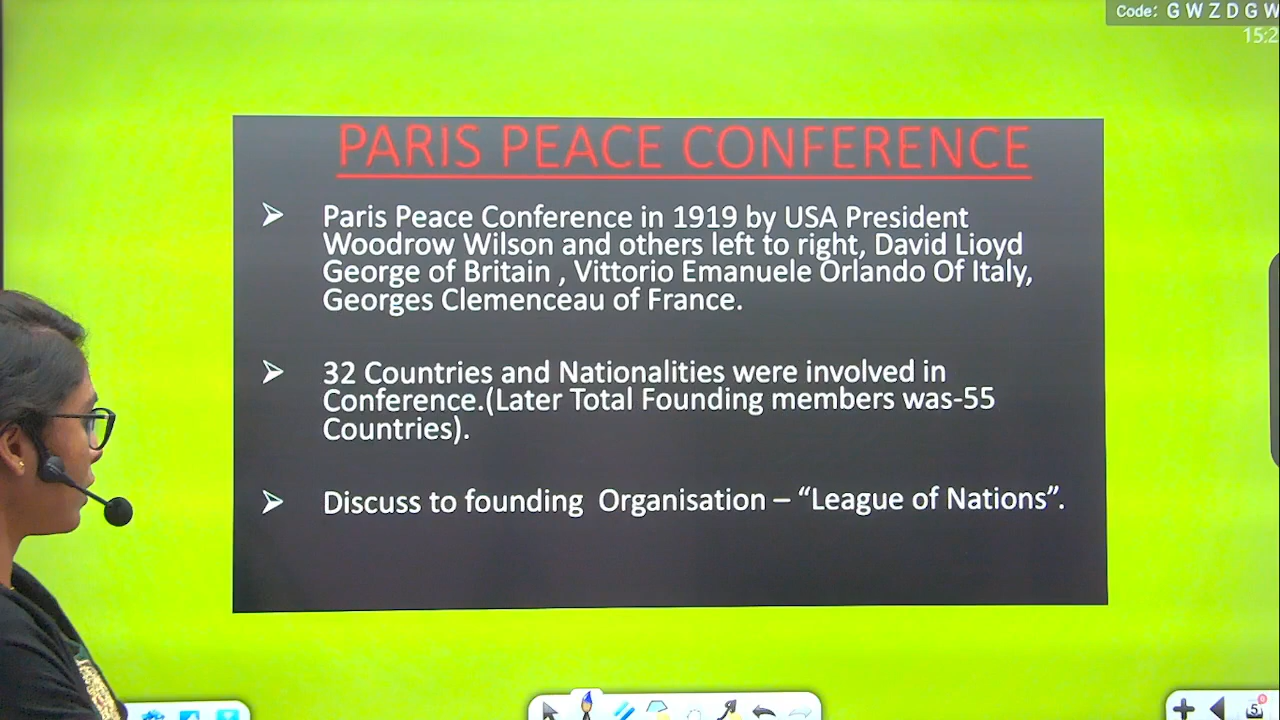 Code: G W Z D G W
15:2
PARIS PEACE CONFERENCE
➢ Paris Peace Conference in 1919 by USA President
Woodrow Wilson and others left to right, David Lioyd
George of Britain , Vittorio Emanuele Orlando Of Italy,
Georges Clemenceau of France.
➢ 32 Countries and Nationalities were involved in
Conference.(Later Total Founding members was-55
Countries).
➢ Discuss to founding Organisation – “League of Nations”.
5